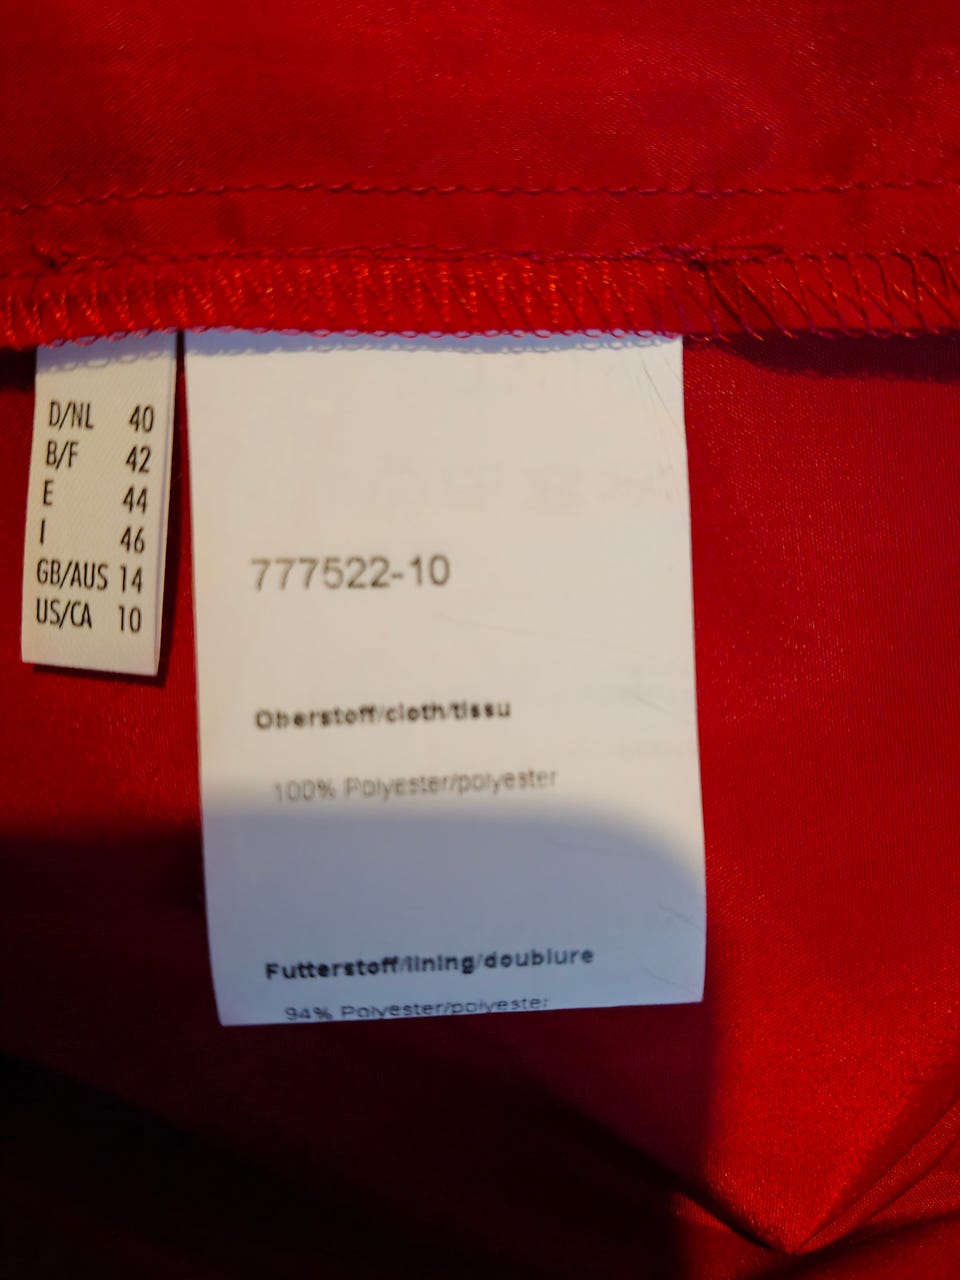 D/NL 40
B/F 42
E 44
I 46
GB/AUS 14
US/CA 10
777522-10
Oberstoff/cloth/tissu
100% Polyester/polyester
Futterstoff/lining/doublure
94% Polyester/polyester